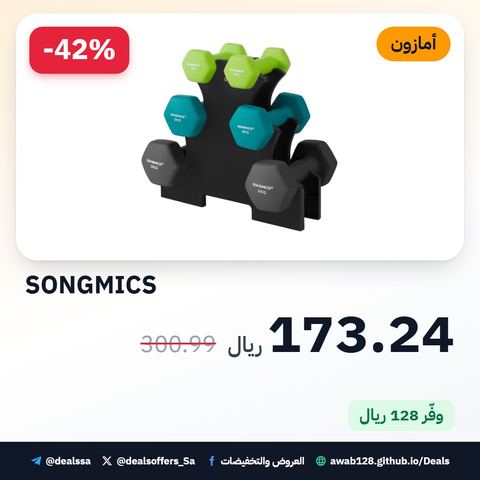 -42%
أمازون
SONGMICS
173.24 ريال 300.99
وفّر 128 ريال
@dealssa @dealsoffers_Sa العروض والتخفيضات awab128.github.io/Deals